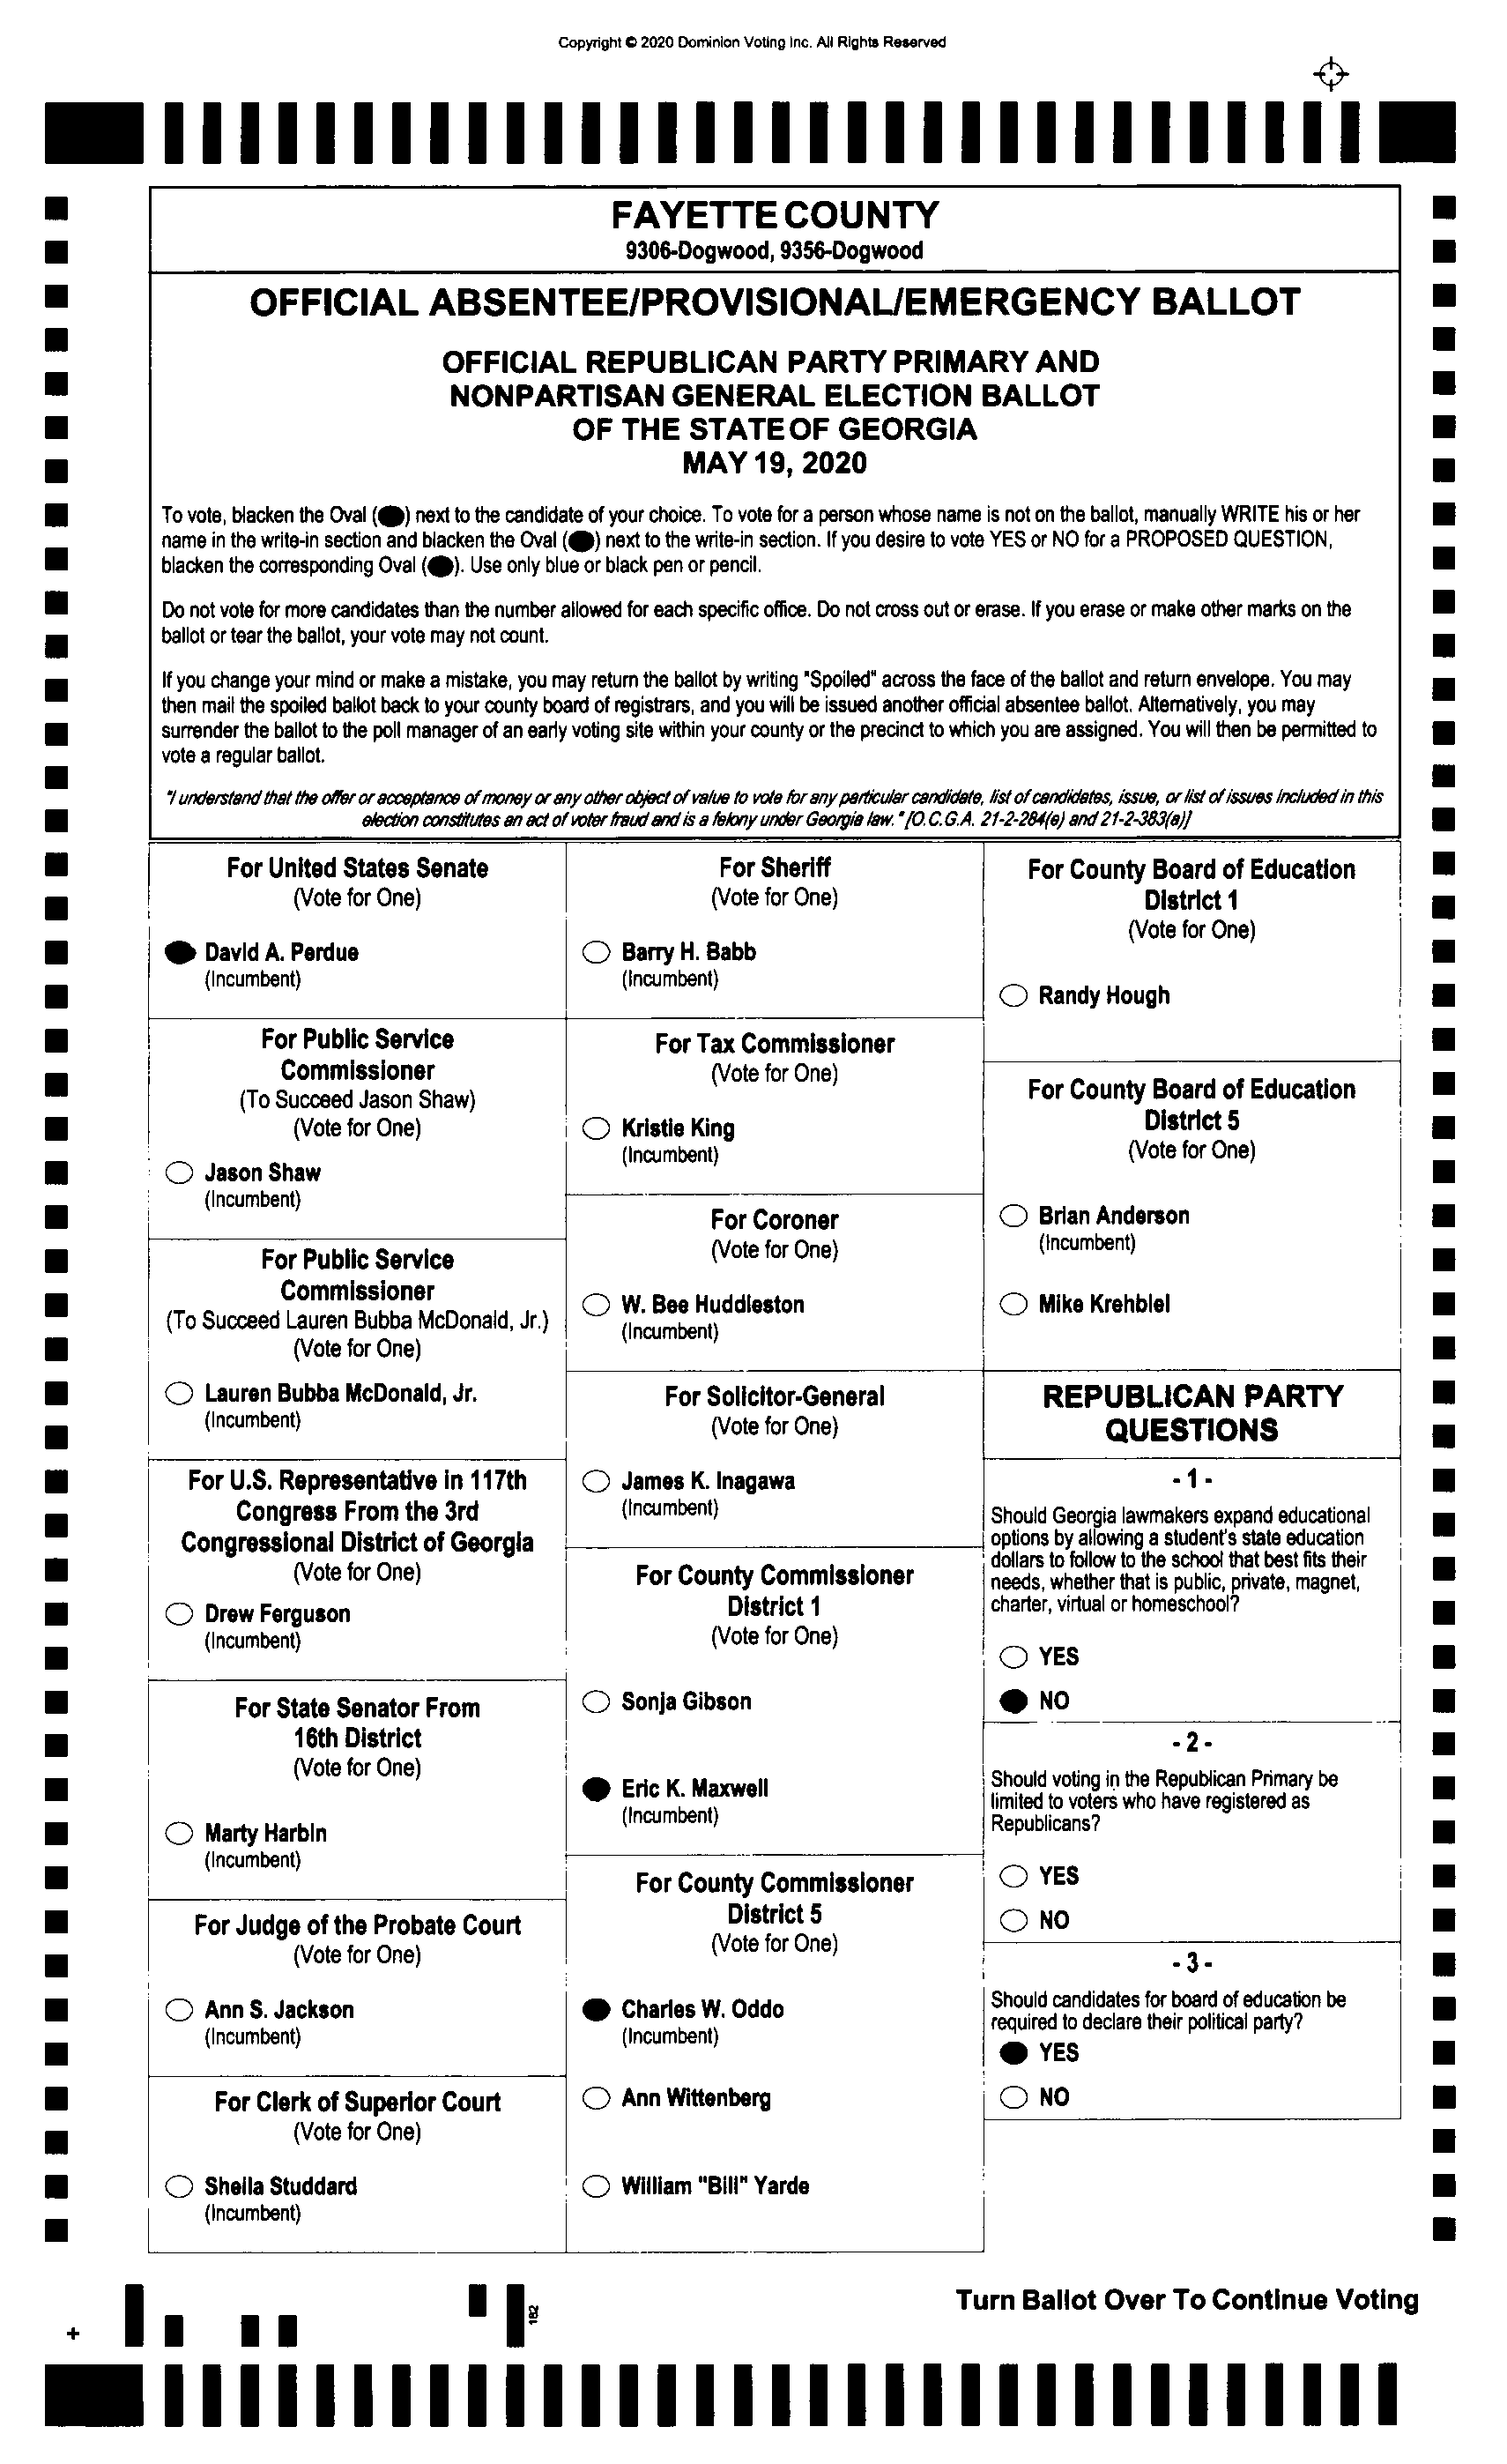 Copyright © 2020 Dominion Voting Inc. All Rights Reserved
FAYETTE COUNTY
9306-Dogwood, 9356-Dogwood
OFFICIAL ABSENTEE/PROVISIONAL/EMERGENCY BALLOT
OFFICIAL REPUBLICAN PARTY PRIMARY AND
NONPARTISAN GENERAL ELECTION BALLOT
OF THE STATE OF GEORGIA
MAY 19, 2020
To vote, blacken the Oval (●) next to the candidate of your choice. To vote for a person whose name is not on the ballot, manually WRITE his or her
name in the write-in section and blacken the Oval (●) next to the write-in section. If you desire to vote YES or NO for a PROPOSED QUESTION,
blacken the corresponding Oval (●). Use only blue or black pen or pencil.
Do not vote for more candidates than the number allowed for each specific office. Do not cross out or erase. If you erase or make other marks on the
ballot or tear the ballot, your vote may not count.
If you change your mind or make a mistake, you may return the ballot by writing "Spoiled" across the face of the ballot and return envelope. You may
then mail the spoiled ballot back to your county board of registrars, and you will be issued another official absentee ballot. Alternatively, you may
surrender the ballot to the poll manager of an early voting site within your county or the precinct to which you are assigned. You will then be permitted to
vote a regular ballot.
"I understand that the offer or acceptance of money or any other object of value to vote for any particular candidate, list of candidates, issue, or list of issues included in this
election constitutes an act of voter fraud and is a felony under Georgia law." [O.C.G.A. 21-2-284(e) and 21-2-383(a)]
For United States Senate
(Vote for One)
David A. Perdue
(Incumbent)
For Public Service
Commissioner
(To Succeed Jason Shaw)
(Vote for One)
Jason Shaw
(Incumbent)
For Public Service
Commissioner
(To Succeed Lauren Bubba McDonald, Jr.)
(Vote for One)
Lauren Bubba McDonald, Jr.
(Incumbent)
For U.S. Representative in 117th
Congress From the 3rd
Congressional District of Georgia
(Vote for One)
Drew Ferguson
(Incumbent)
For State Senator From
16th District
(Vote for One)
Marty Harbin
(Incumbent)
For Judge of the Probate Court
(Vote for One)
Ann S. Jackson
(Incumbent)
For Clerk of Superior Court
(Vote for One)
Sheila Studdard
(Incumbent)
For Sheriff
(Vote for One)
Barry H. Babb
(Incumbent)
For Tax Commissioner
(Vote for One)
Kristie King
(Incumbent)
For Coroner
(Vote for One)
W. Bee Huddleston
(Incumbent)
For Solicitor-General
(Vote for One)
James K. Inagawa
(Incumbent)
For County Commissioner
District 1
(Vote for One)
Sonja Gibson
Eric K. Maxwell
(Incumbent)
For County Commissioner
District 5
(Vote for One)
Charles W. Oddo
(Incumbent)
Ann Wittenberg
William "Bill" Yarde
For County Board of Education
District 1
(Vote for One)
Randy Hough
For County Board of Education
District 5
(Vote for One)
Brian Anderson
(Incumbent)
Mike Krehbiel
REPUBLICAN PARTY
QUESTIONS
- 1 -
Should Georgia lawmakers expand educational
options by allowing a student's state education
dollars to follow to the school that best fits their
needs, whether that is public, private, magnet,
charter, virtual or homeschool?
YES
NO
- 2 -
Should voting in the Republican Primary be
limited to voters who have registered as
Republicans?
YES
NO
- 3 -
Should candidates for board of education be
required to declare their political party?
YES
NO
Turn Ballot Over To Continue Voting
182
+